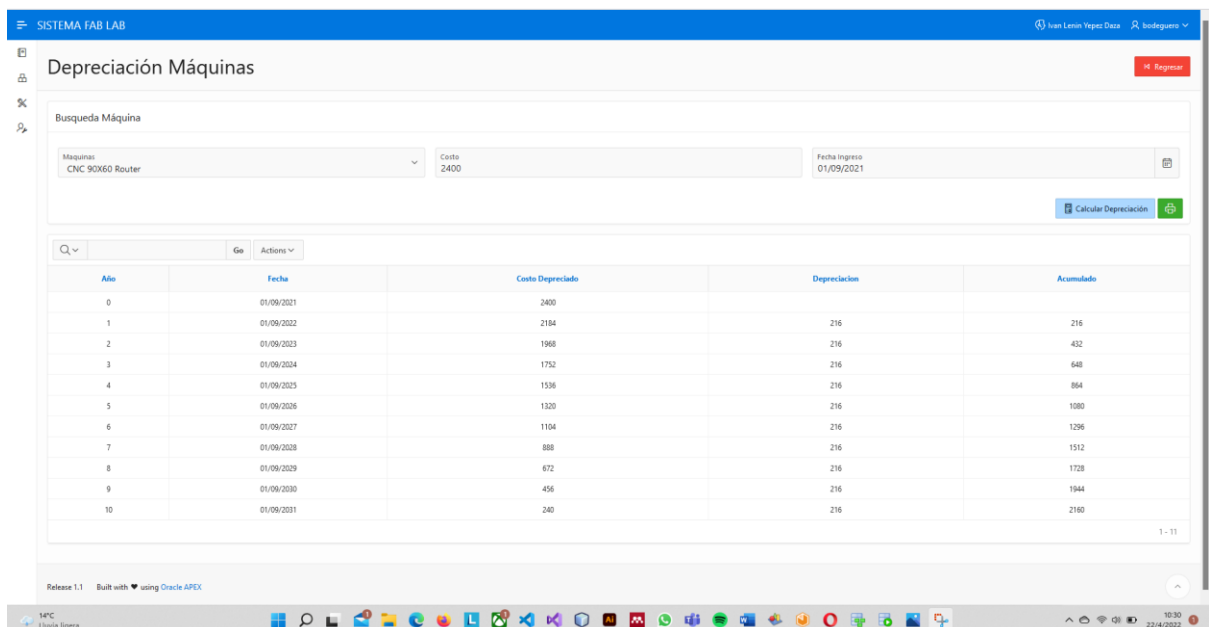 SISTEMA FAB LAB Ivan Lenin Yepez Daza bodeguero
Depreciación Máquinas Regresar
Busqueda Máquina
Maquinas Costo Fecha Ingreso
CNC 90X60 Router 2400 01/09/2021
Calcular Depreciación
Go Actions
Año Fecha Costo Depreciado Depreciacion Acumulado
0 01/09/2021 2400
1 01/09/2022 2184 216 216
2 01/09/2023 1968 216 432
3 01/09/2024 1752 216 648
4 01/09/2025 1536 216 864
5 01/09/2026 1320 216 1080
6 01/09/2027 1104 216 1296
7 01/09/2028 888 216 1512
8 01/09/2029 672 216 1728
9 01/09/2030 456 216 1944
10 01/09/2031 240 216 2160
1 - 11
Release 1.1 Built with ♥ using Oracle APEX
14°C 10:30
Lluvia ligera 22/4/2022